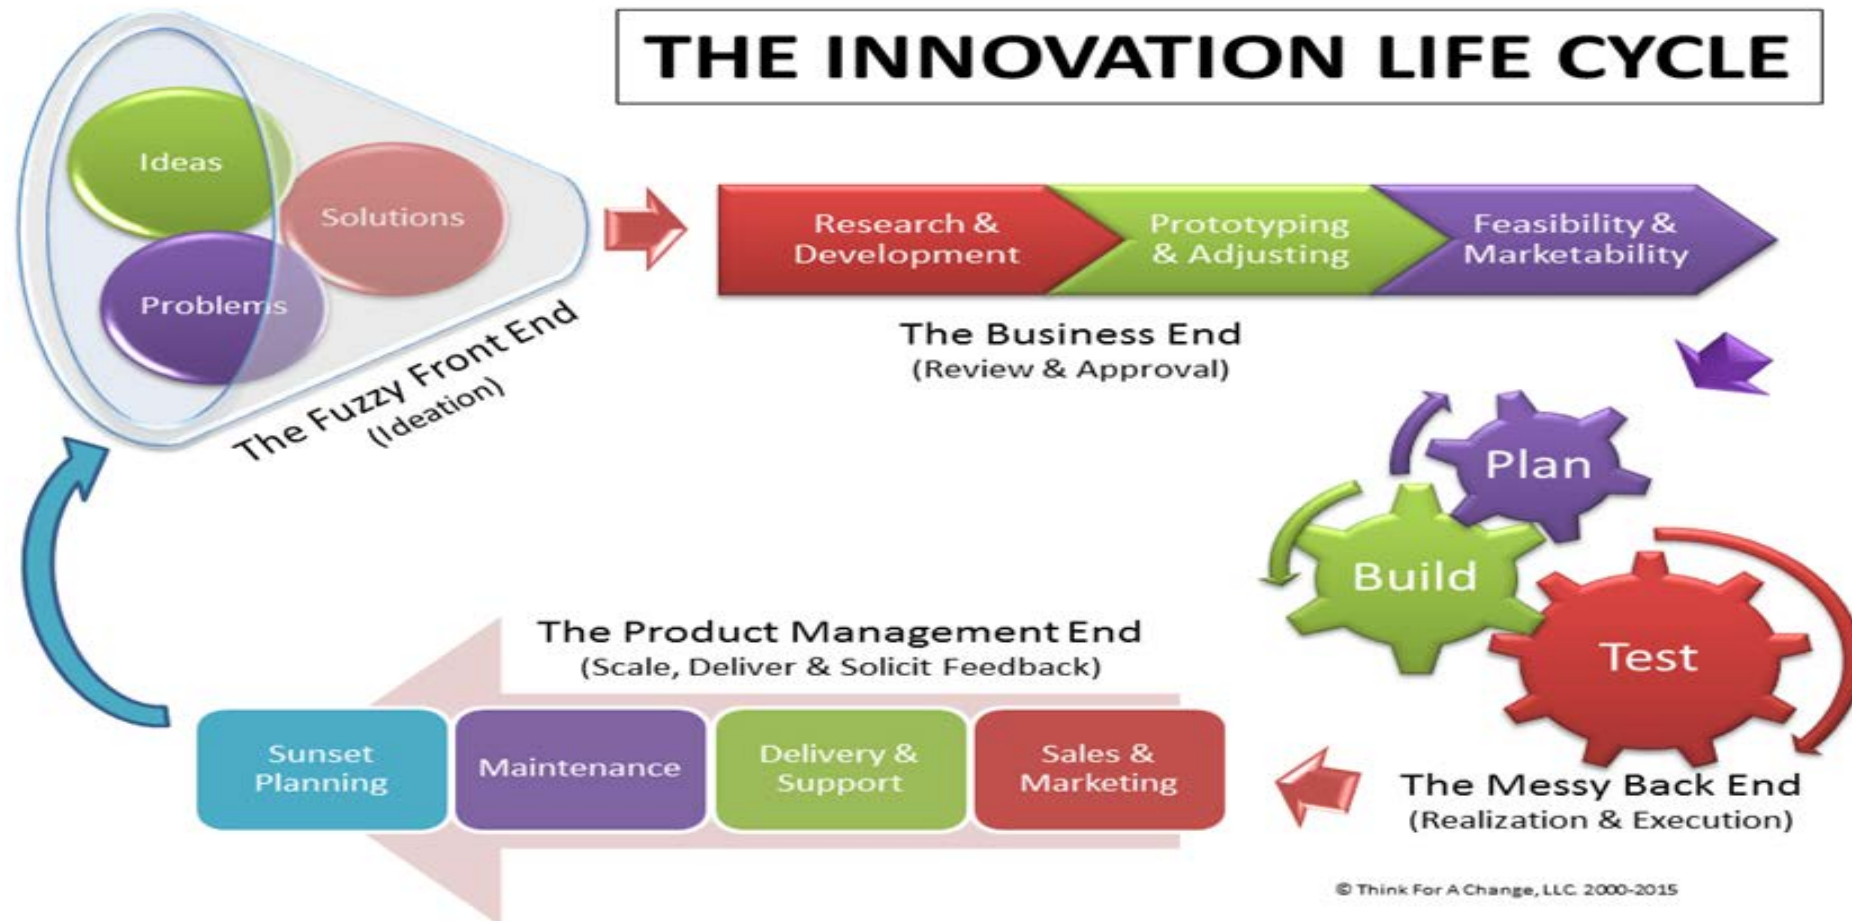 THE INNOVATION LIFE CYCLE
Ideas
Solutions
Problems
The Fuzzy Front End
(Ideation)
Research &
Development
Prototyping
& Adjusting
Feasibility &
Marketability
The Business End
(Review & Approval)
Plan
Build
Test
The Messy Back End
(Realization & Execution)
The Product Management End
(Scale, Deliver & Solicit Feedback)
Sales &
Marketing
Delivery &
Support
Maintenance
Sunset
Planning
© Think For A Change, LLC. 2000-2015